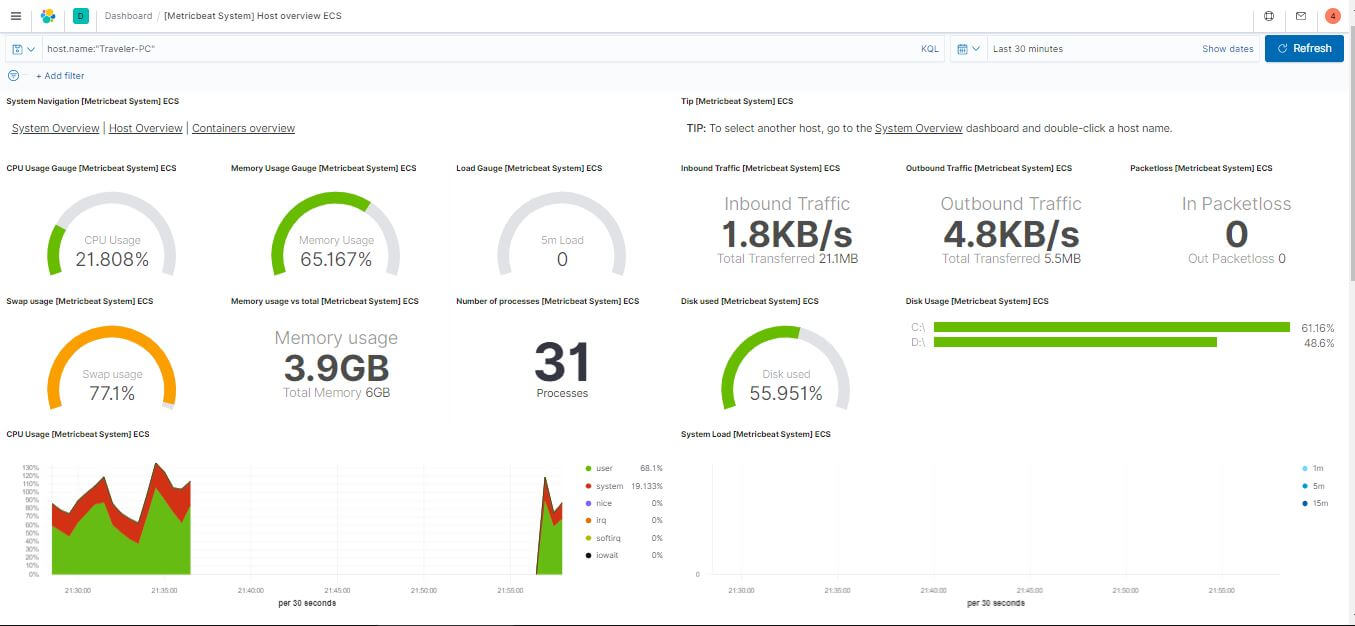 D Dashboard / [Metricbeat System] Host overview ECS 4
host.name:"Traveler-PC" KQL Last 30 minutes Show dates Refresh
+ Add filter
System Navigation [Metricbeat System] ECS
System Overview | Host Overview | Containers overview
Tip [Metricbeat System] ECS
TIP: To select another host, go to the System Overview dashboard and double-click a host name.
CPU Usage Gauge [Metricbeat System] ECS
CPU Usage
21.808%
Memory Usage Gauge [Metricbeat System] ECS
Memory Usage
65.167%
Load Gauge [Metricbeat System] ECS
5m Load
0
Inbound Traffic [Metricbeat System] ECS
Inbound Traffic
1.8KB/s
Total Transferred 21.1MB
Outbound Traffic [Metricbeat System] ECS
Outbound Traffic
4.8KB/s
Total Transferred 5.5MB
Packetloss [Metricbeat System] ECS
In Packetloss
0
Out Packetloss 0
Swap usage [Metricbeat System] ECS
Swap usage
77.1%
Memory usage vs total [Metricbeat System] ECS
Memory usage
3.9GB
Total Memory 6GB
Number of processes [Metricbeat System] ECS
31
Processes
Disk used [Metricbeat System] ECS
Disk used
55.951%
Disk Usage [Metricbeat System] ECS
C:\ 61.16%
D:\ 48.6%
CPU Usage [Metricbeat System] ECS
130%
120%
110%
100%
90%
80%
70%
60%
50%
40%
30%
20%
10%
0%
21:30:00 21:35:00 21:40:00 21:45:00 21:50:00 21:55:00
per 30 seconds
user 68.1%
system 19.133%
nice 0%
irq 0%
softirq 0%
iowait 0%
System Load [Metricbeat System] ECS
0
21:30:00 21:35:00 21:40:00 21:45:00 21:50:00 21:55:00
per 30 seconds
1m
5m
15m